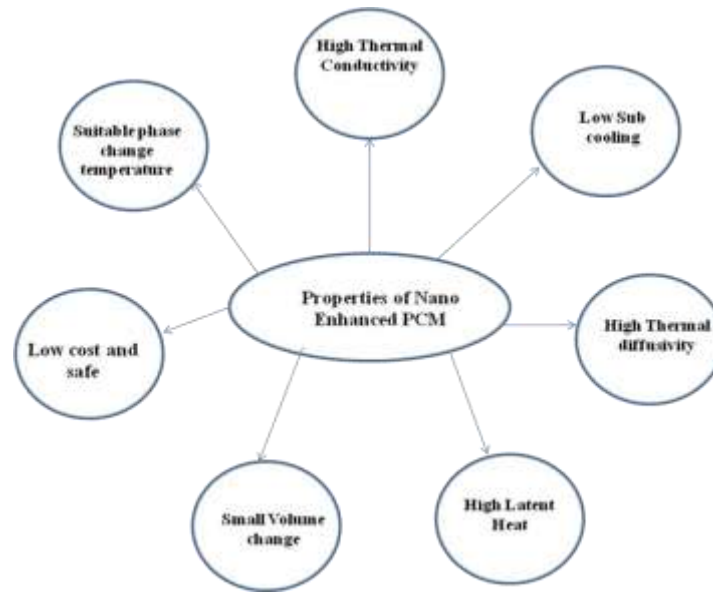 High Thermal
Conductivity
Suitable phase
change
temperature
Low Sub
cooling
Properties of Nano
Enhanced PCM
High Thermal
diffusivity
Low cost and
safe
Small Volume
change
High Latent
Heat